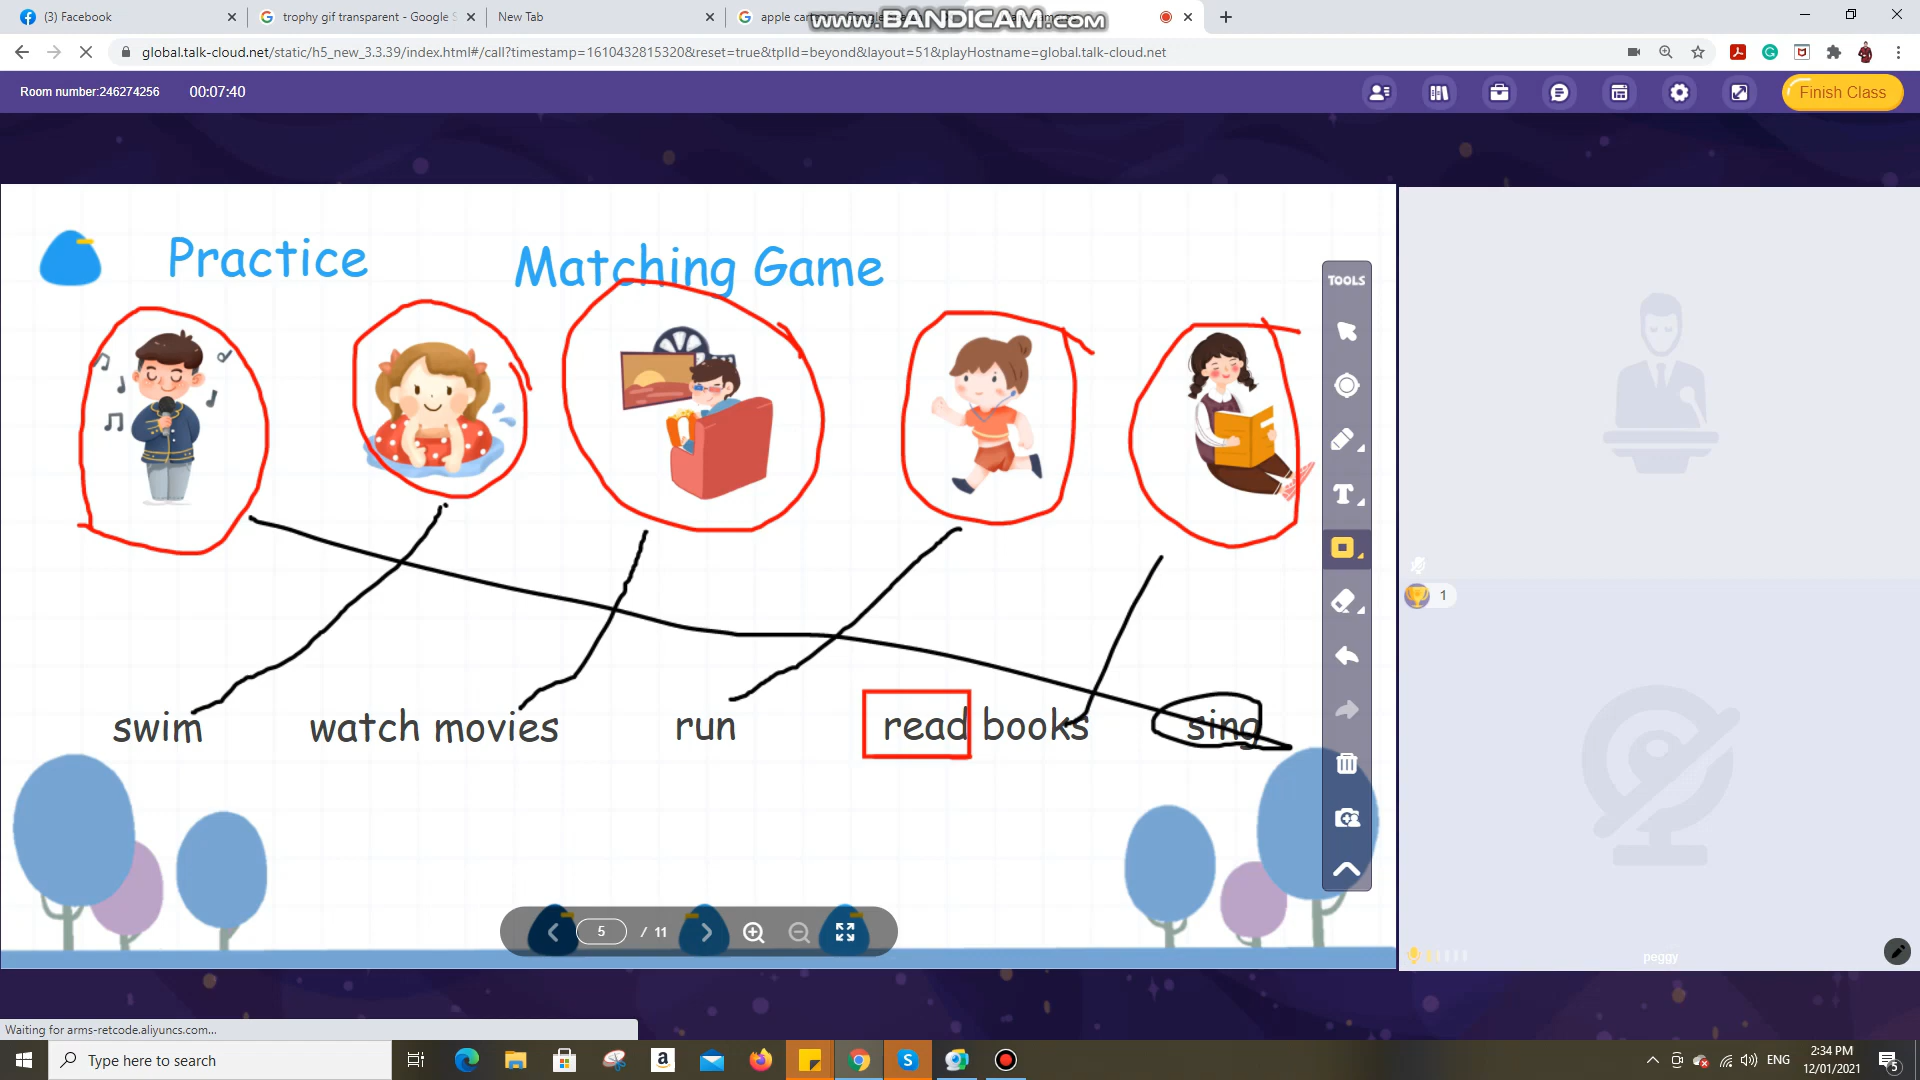 (3) Facebook
trophy gif transparent - Google S
New Tab
apple cart
www.BANDICAM.com
global.talk-cloud.net/static/h5_new_3.3.39/index.html#/call?timestamp=1610432815320&reset=true&tplId=beyond&layout=51&playHostname=global.talk-cloud.net
Room number:246274256
00:07:40
Finish Class
Practice
Matching Game
TOOLS
swim
watch movies
run
read books
sing
1
5 / 11
peggy
Waiting for arms-retcode.aliyuncs.com...
Type here to search
ENG
2:34 PM
12/01/2021
5